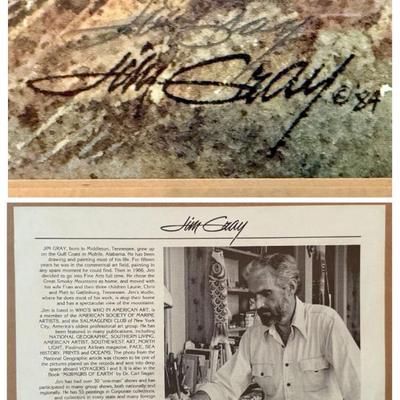 Jim Gray
Jim Gray © 84
Jim Gray
JIM GRAY, born in Middleton, Tennessee, grew up
on the Gulf Coast in Mobile, Alabama. He has been
drawing and painting most of his life. For fifteen
years he was in the commercial art field, painting in
any spare moment he could find. Then in 1966, Jim
decided to go into Fine Arts full time. He chose the
Great Smoky Mountains as home, and moved with
his wife Fran and their three children Laurie, Chris
and Matt to Gatlinburg, Tennessee. Jim's studio,
where he does most of his work, is atop their home
and has a spectacular view of the mountains.
Jim is listed in WHO'S WHO IN AMERICAN ART, is
a member of the AMERICAN SOCIETY OF MARINE
ARTISTS, and the SALMAGUNDI CLUB of New York
City, America's oldest professional art group. He has
been featured in many publications, including
NATIONAL GEOGRAPHIC, SOUTHERN LIVING,
AMERICAN ARTIST, SOUTHWEST ART, NORTH
LIGHT, Piedmont Airlines magazine, PACE, SEA
HISTORY, PRINTS and OCEANS. The photo from the
National Geographic article was chosen to be one of
the pictures placed on the records and sent into deep
space aboard VOYAGERS I and II. It is also in the
Book "MURMURS OF EARTH" by Dr. Carl Sagan.
Jim has had over 30 "one-man" shows and has
participated in many group shows, both nationally and
regionally. He has 55 paintings in Corporate
collections, and collectors in every state and many foreign